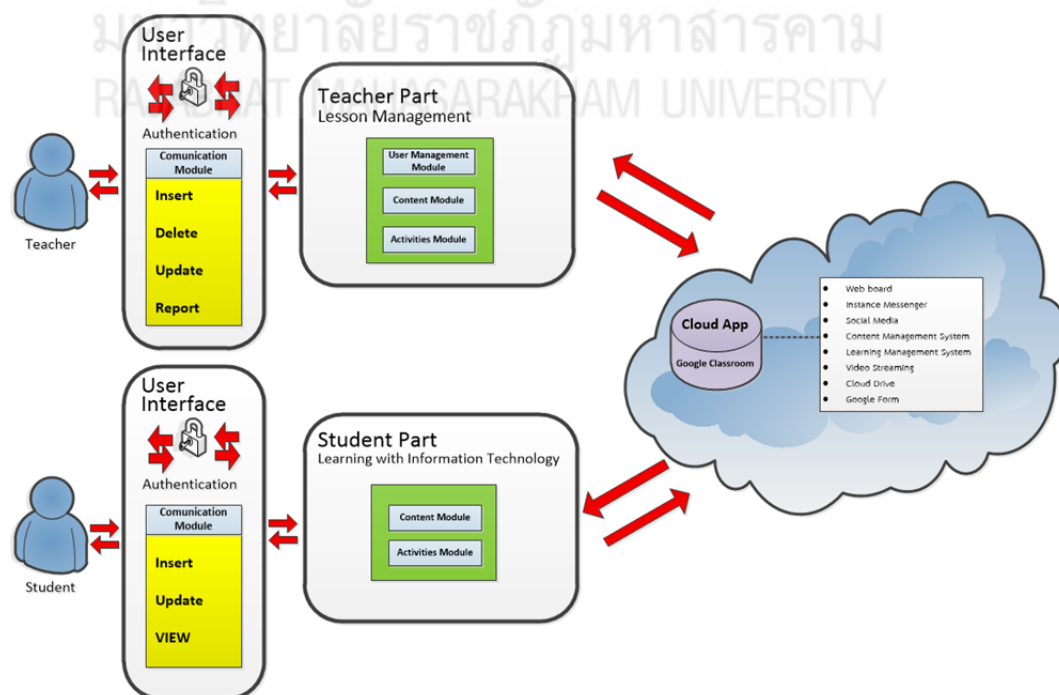 มหาวิทยาลัยราชภัฏมหาสารคาม
RAJABHAT MAHASARAKHAM UNIVERSITY
User
Interface
Authentication
Comunication
Module
Insert
Delete
Update
Report
Teacher
Teacher Part
Lesson Management
User Management
Module
Content Module
Activities Module
Cloud App
Google Classroom
Web board
Instance Messenger
Social Media
Content Management System
Learning Management System
Video Streaming
Cloud Drive
Google Form
User
Interface
Authentication
Comunication
Module
Insert
Update
VIEW
Student
Student Part
Learning with Information Technology
Content Module
Activities Module